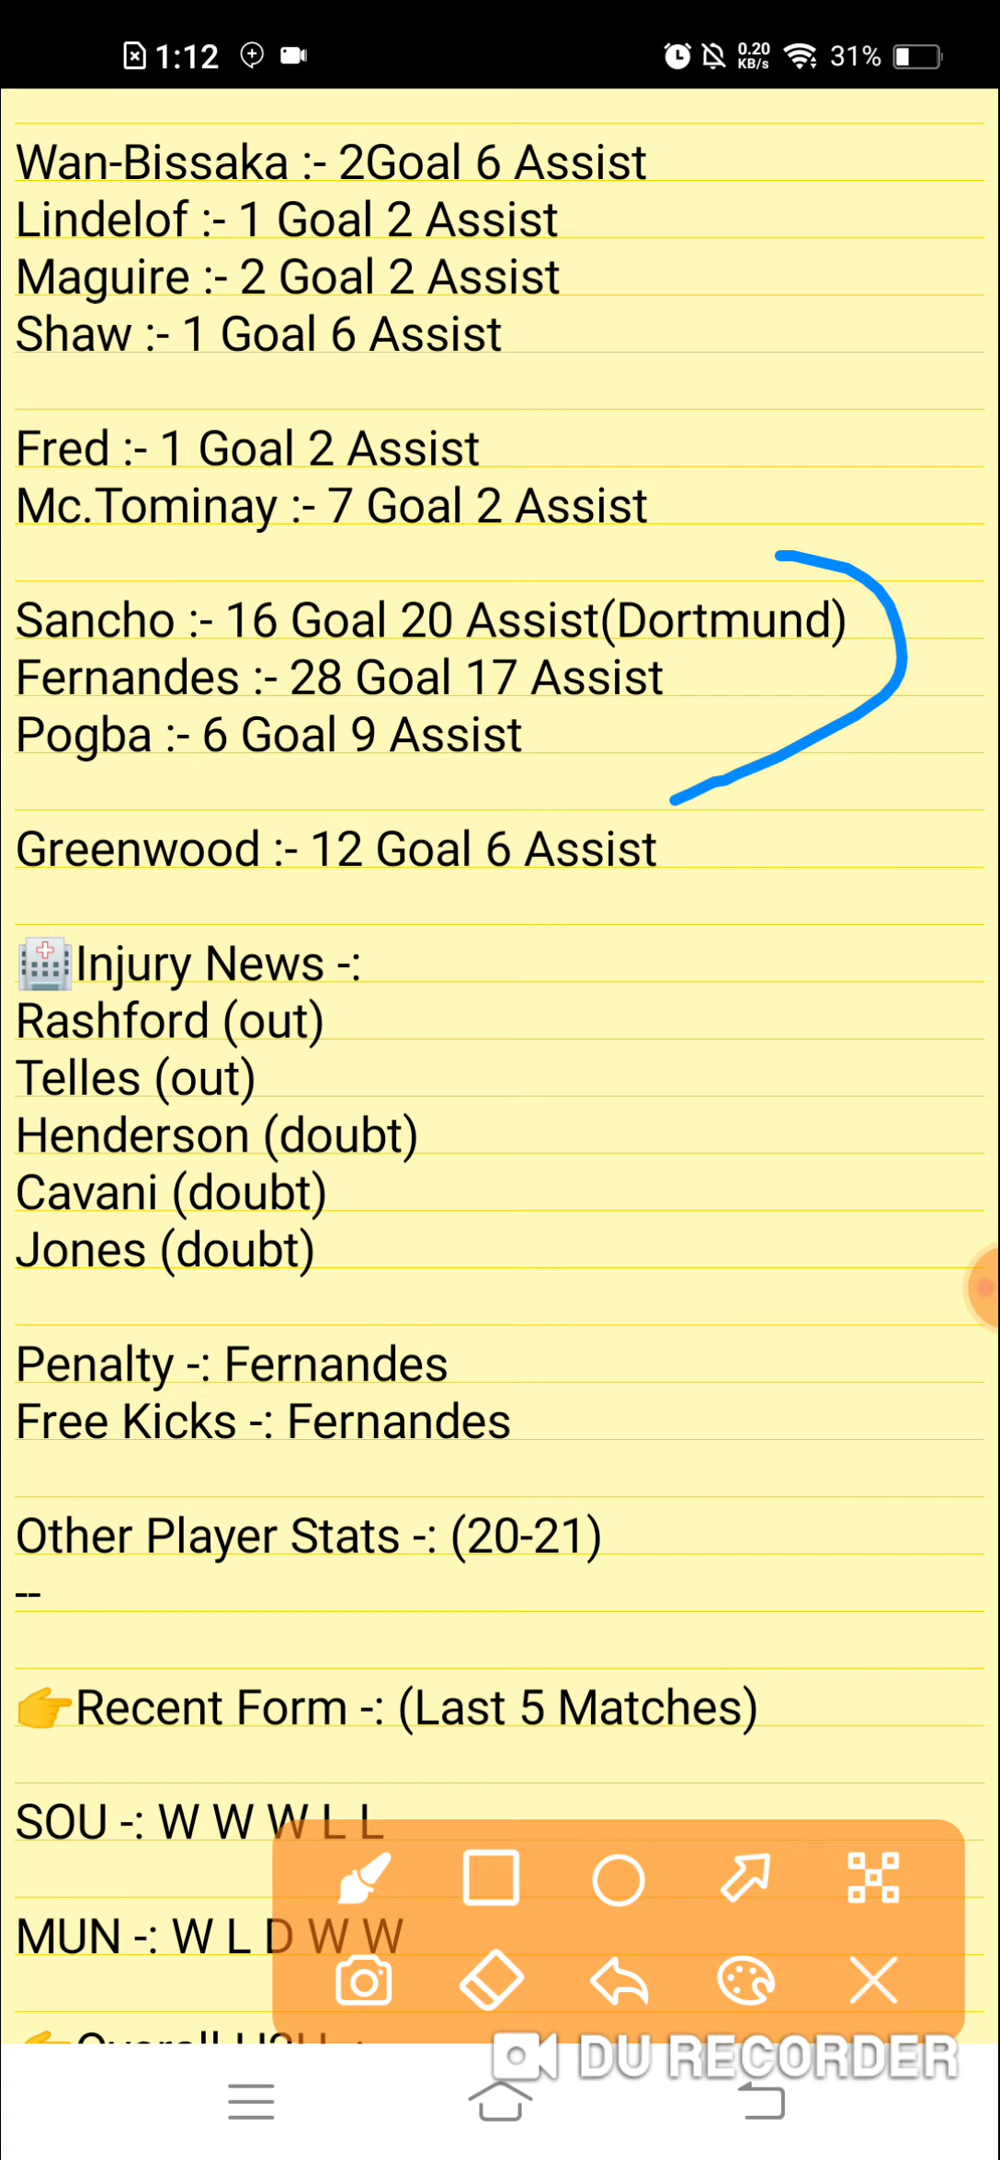 1:12 0.20 KB/s 31%
Wan-Bissaka :- 2Goal 6 Assist
Lindelof :- 1 Goal 2 Assist
Maguire :- 2 Goal 2 Assist
Shaw :- 1 Goal 6 Assist
Fred :- 1 Goal 2 Assist
Mc.Tominay :- 7 Goal 2 Assist
Sancho :- 16 Goal 20 Assist(Dortmund)
Fernandes :- 28 Goal 17 Assist
Pogba :- 6 Goal 9 Assist
Greenwood :- 12 Goal 6 Assist
🏥Injury News -:
Rashford (out)
Telles (out)
Henderson (doubt)
Cavani (doubt)
Jones (doubt)
Penalty -: Fernandes
Free Kicks -: Fernandes
Other Player Stats -: (20-21)
--
👉Recent Form -: (Last 5 Matches)
SOU -: W W W L L
MUN -: W L D W W
👉Overall H2H -:
DU RECORDER